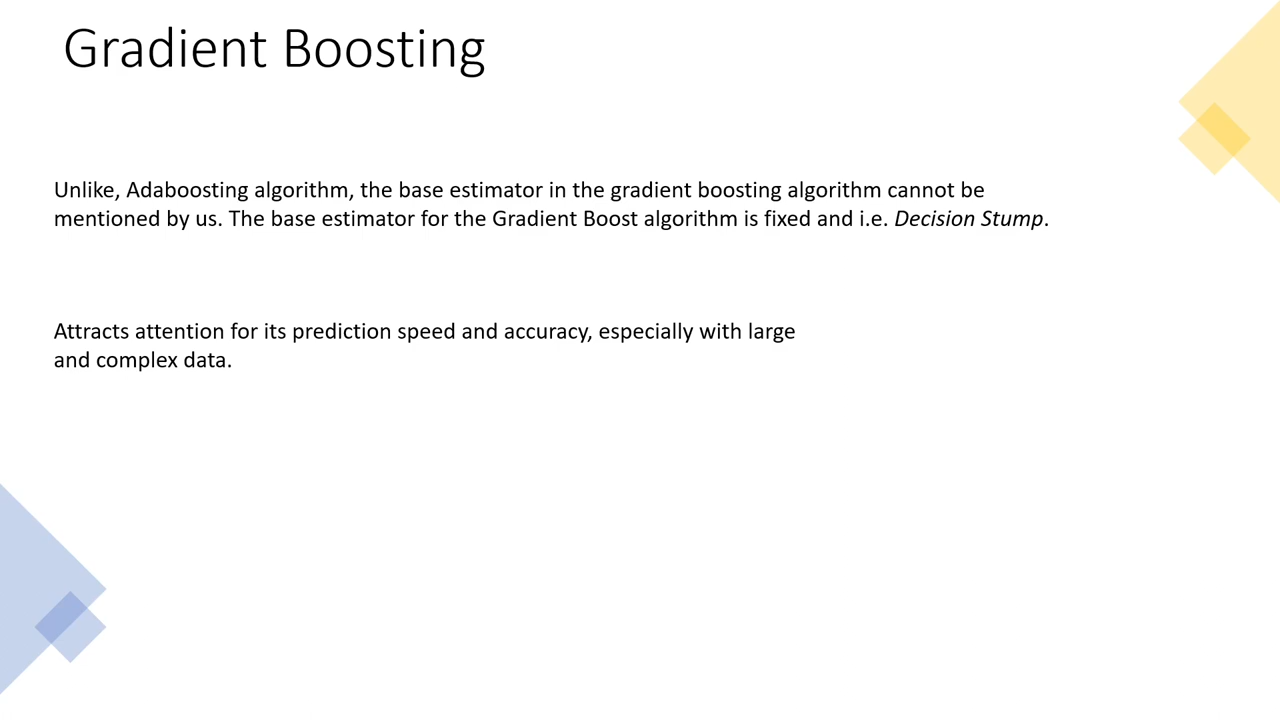 Gradient Boosting
Unlike, Adaboosting algorithm, the base estimator in the gradient boosting algorithm cannot be
mentioned by us. The base estimator for the Gradient Boost algorithm is fixed and i.e. Decision Stump.
Attracts attention for its prediction speed and accuracy, especially with large
and complex data.